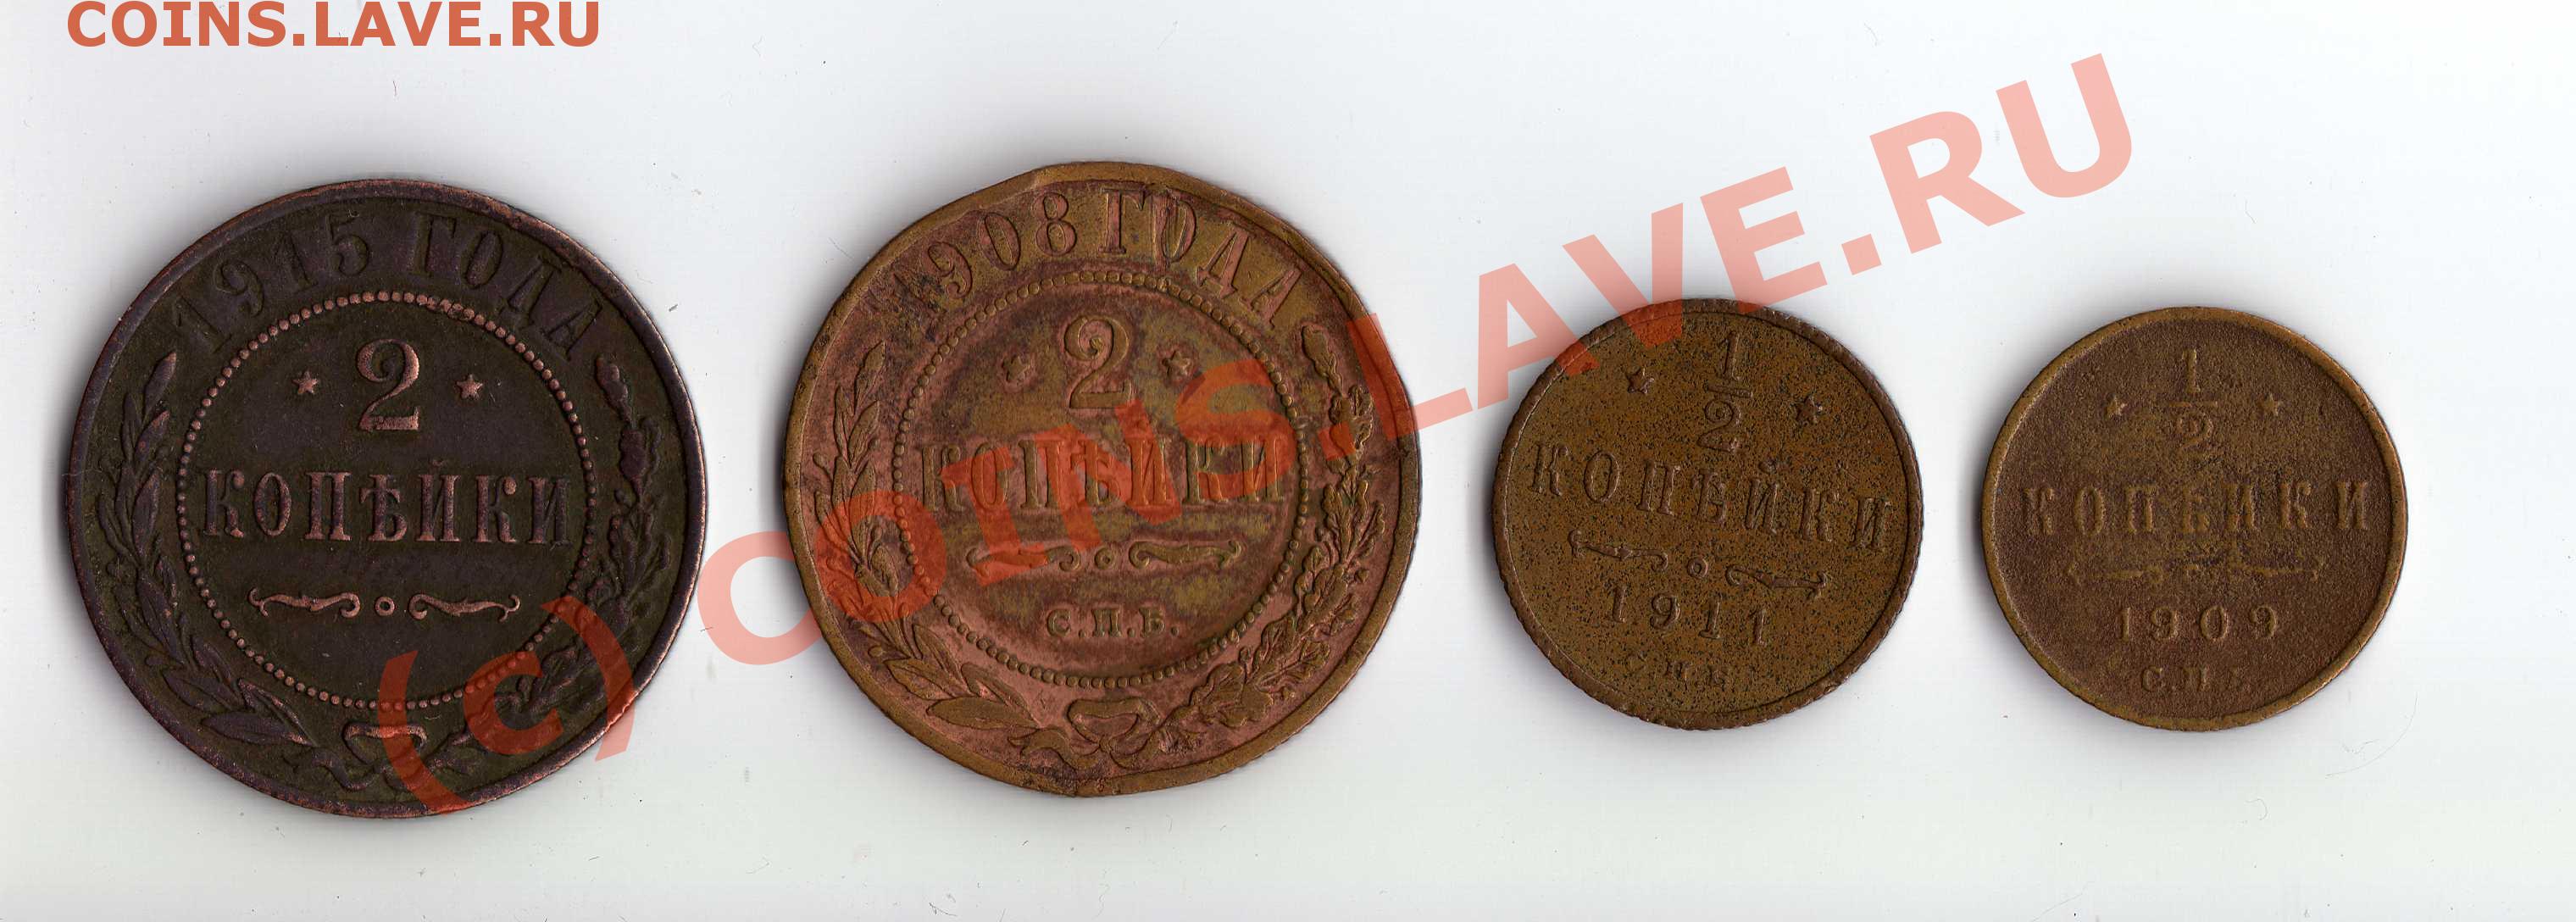 COINS.LAVE.RU
(c) COINS.LAVE.RU
1915 ГОДА
2
КОПѢЙКИ
1908 ГОДА
2
КОПѢЙКИ
С.П.Б.
1
2
КОПѢЙКИ
1911
1
2
КОПѢЙКИ
1909